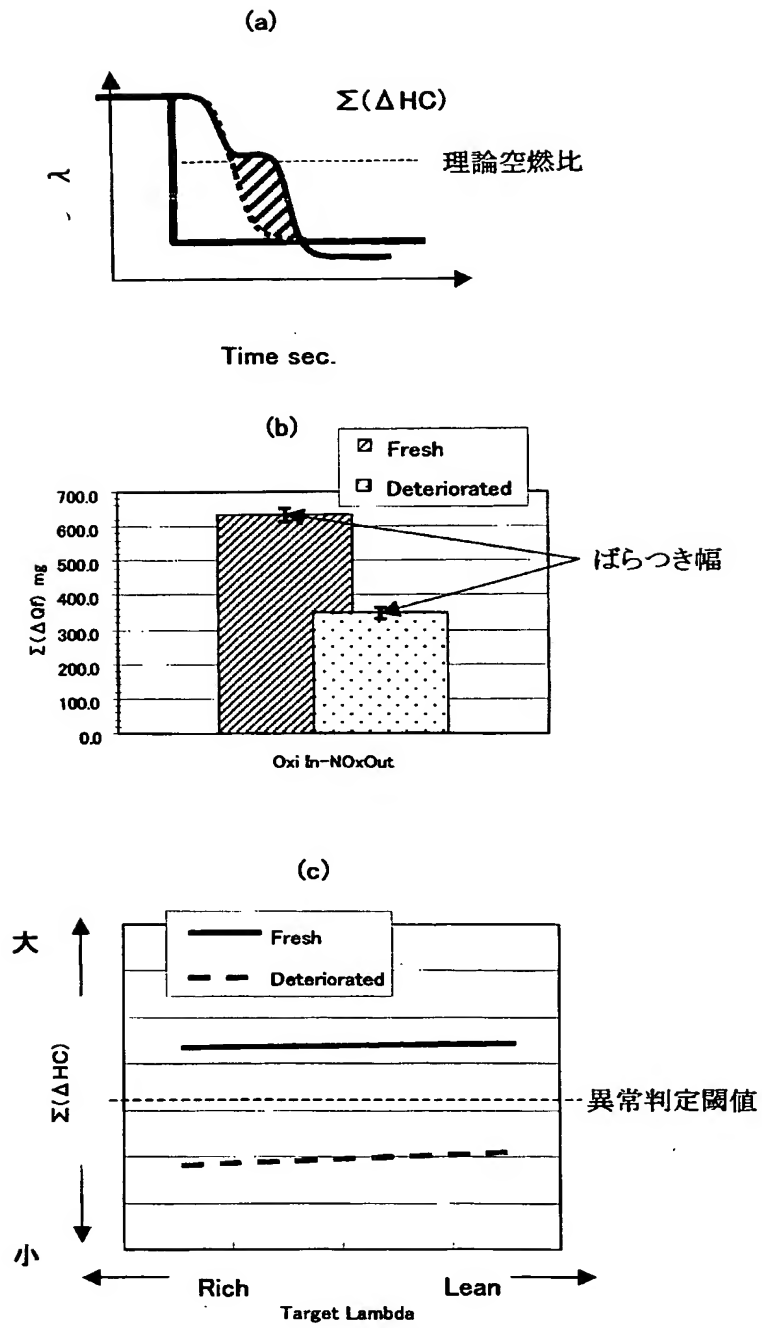 (a)
Σ(ΔHC)
理論空燃比
λ
Time sec.
(b)
Fresh
Deteriorated
700.0
600.0
500.0
400.0
300.0
200.0
100.0
0.0
Σ(ΔQf) mg
ばらつき幅
Oxi In-NOxOut
(c)
大
Fresh
Deteriorated
Σ(ΔHC)
異常判定閾値
小
Rich
Lean
Target Lambda